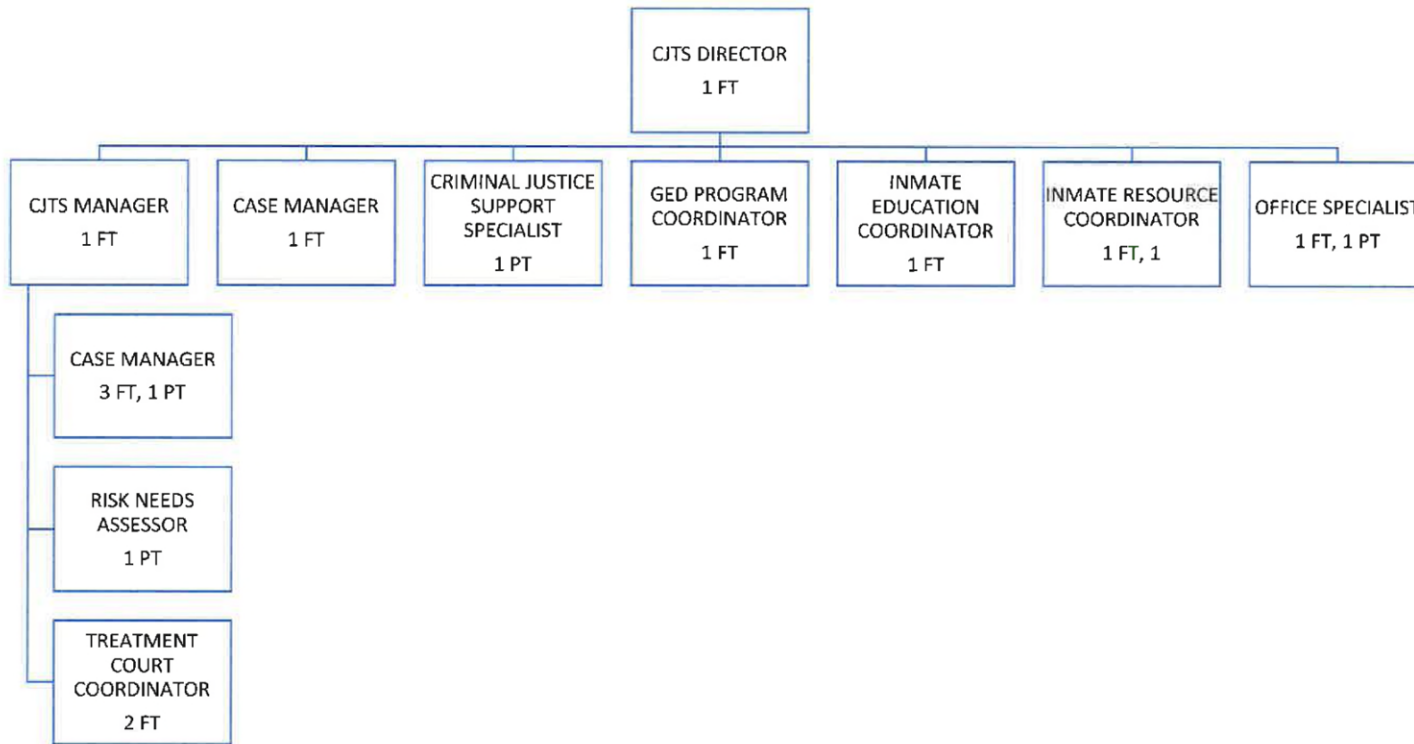 CJTS DIRECTOR
1 FT
CJTS MANAGER
1 FT
CASE MANAGER
1 FT
CRIMINAL JUSTICE
SUPPORT
SPECIALIST
1 PT
GED PROGRAM
COORDINATOR
1 FT
INMATE
EDUCATION
COORDINATOR
1 FT
INMATE RESOURCE
COORDINATOR
1 FT, 1
OFFICE SPECIALIST
1 FT, 1 PT
CASE MANAGER
3 FT, 1 PT
RISK NEEDS
ASSESSOR
1 PT
TREATMENT
COURT
COORDINATOR
2 FT